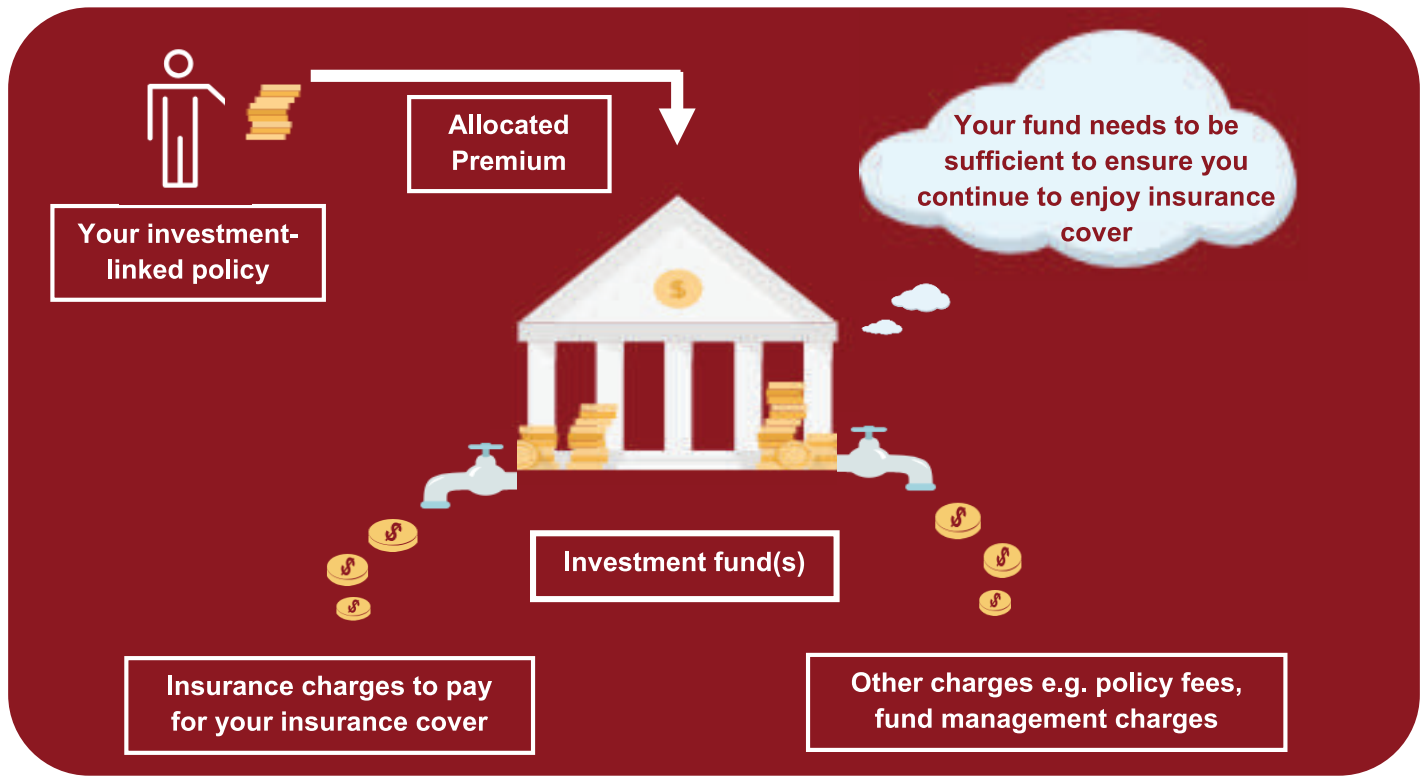 Allocated
Premium
Your investment-
linked policy
Your fund needs to be
sufficient to ensure you
continue to enjoy insurance
cover
$
Investment fund(s)
$
$
$
$
$
$
Insurance charges to pay
for your insurance cover
Other charges e.g. policy fees,
fund management charges